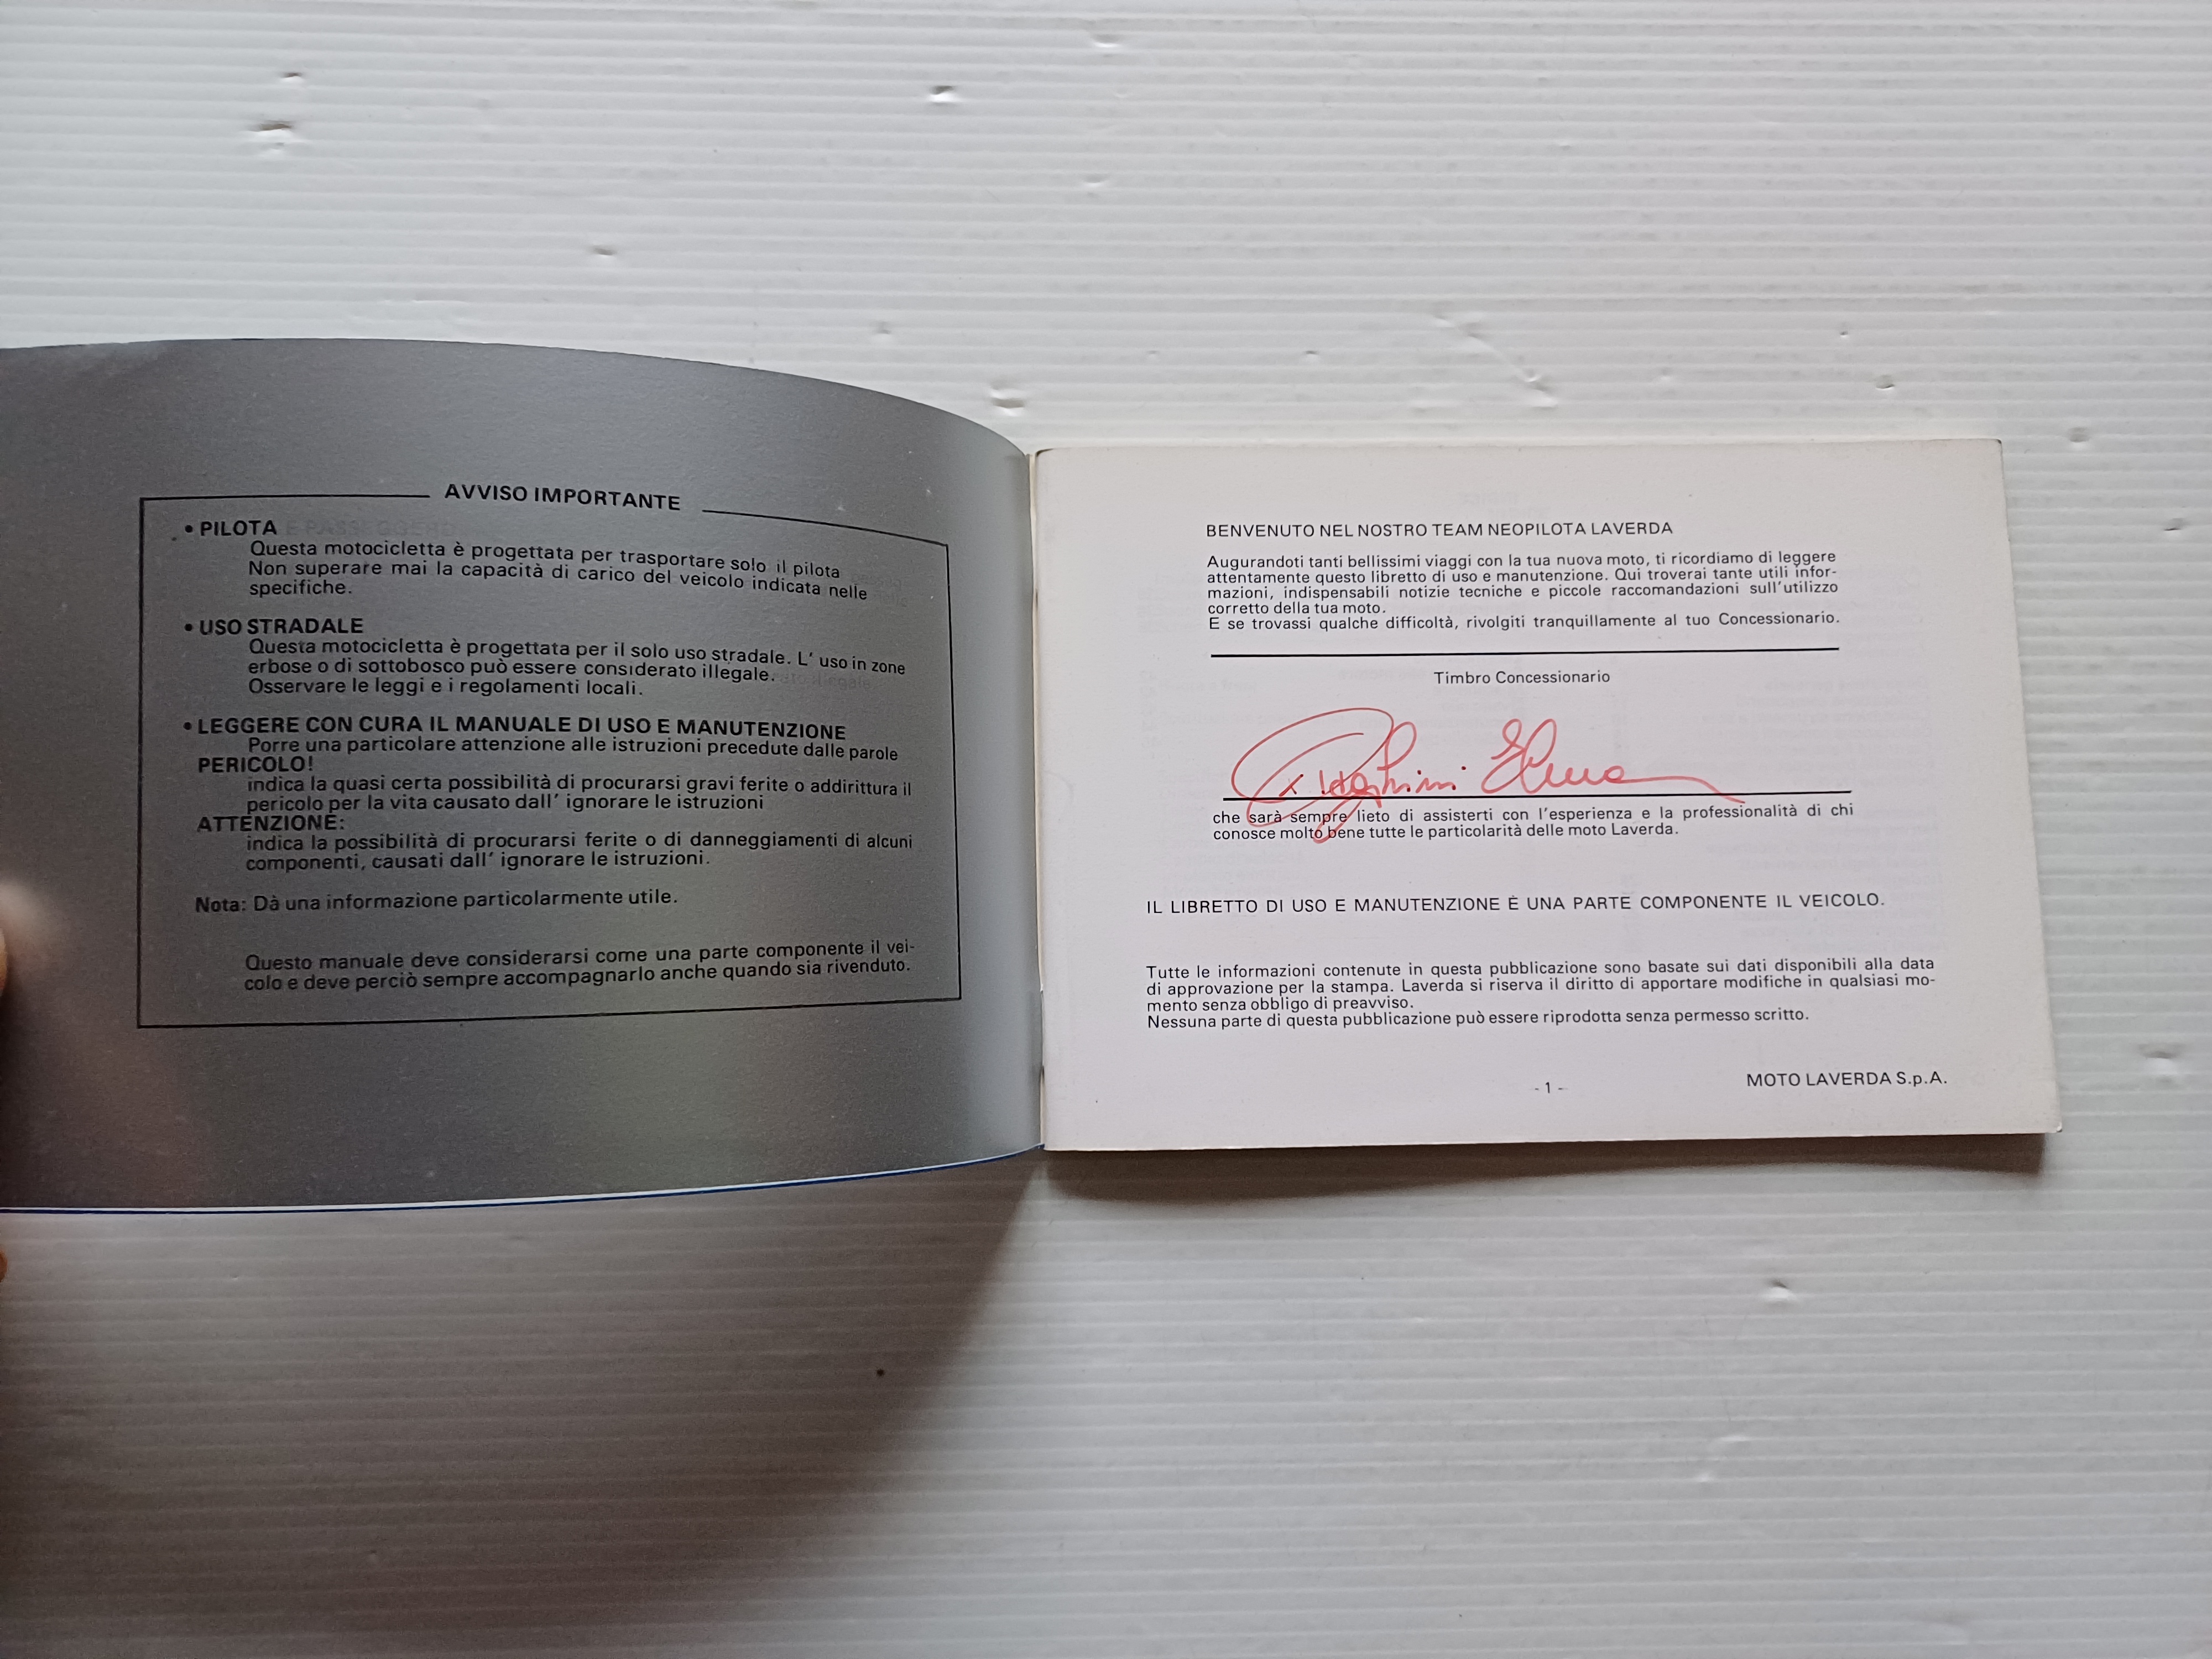 AVVISO IMPORTANTE
• PILOTA
Questa motocicletta è progettata per trasportare solo il pilota
Non superare mai la capacità di carico del veicolo indicata nelle
specifiche.
• USO STRADALE
Questa motocicletta è progettata per il solo uso stradale. L' uso in zone
erbose o di sottobosco può essere considerato illegale.
Osservare le leggi e i regolamenti locali.
• LEGGERE CON CURA IL MANUALE DI USO E MANUTENZIONE
Porre una particolare attenzione alle istruzioni precedute dalle parole
PERICOLO!
indica la quasi certa possibilità di procurarsi gravi ferite o addirittura il
pericolo per la vita causato dall' ignorare le istruzioni
ATTENZIONE:
indica la possibilità di procurarsi ferite o di danneggiamenti di alcuni
componenti, causati dall' ignorare le istruzioni.
Nota: Dà una informazione particolarmente utile.
Questo manuale deve considerarsi come una parte componente il vei-
colo e deve perciò sempre accompagnarlo anche quando sia rivenduto.
BENVENUTO NEL NOSTRO TEAM NEOPILOTA LAVERDA
Augurandoti tanti bellissimi viaggi con la tua nuova moto, ti ricordiamo di leggere
attentamente questo libretto di uso e manutenzione. Qui troverai tante utili infor-
mazioni, indispensabili notizie tecniche e piccole raccomandazioni sull'utilizzo
corretto della tua moto.
E se trovassi qualche difficoltà, rivolgiti tranquillamente al tuo Concessionario.
Timbro Concessionario
che sarà sempre lieto di assisterti con l'esperienza e la professionalità di chi
conosce molto bene tutte le particolarità delle moto Laverda.
IL LIBRETTO DI USO E MANUTENZIONE È UNA PARTE COMPONENTE IL VEICOLO.
Tutte le informazioni contenute in questa pubblicazione sono basate sui dati disponibili alla data
di approvazione per la stampa. Laverda si riserva il diritto di apportare modifiche in qualsiasi mo-
mento senza obbligo di preavviso.
Nessuna parte di questa pubblicazione può essere riprodotta senza permesso scritto.
- 1 -
MOTO LAVERDA S.p.A.